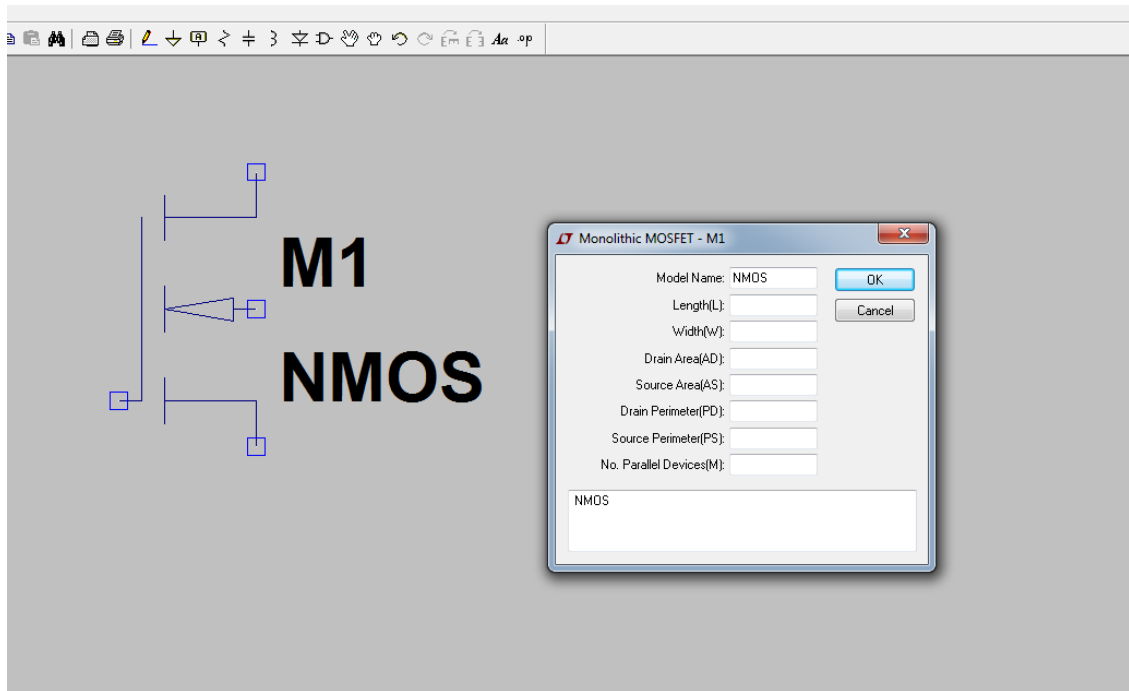 Aa .op
M1
NMOS
Monolithic MOSFET - M1
Model Name: NMOS
OK
Length(L):
Cancel
Width(W):
Drain Area(AD):
Source Area(AS):
Drain Perimeter(PD):
Source Perimeter(PS):
No. Parallel Devices(M):
NMOS